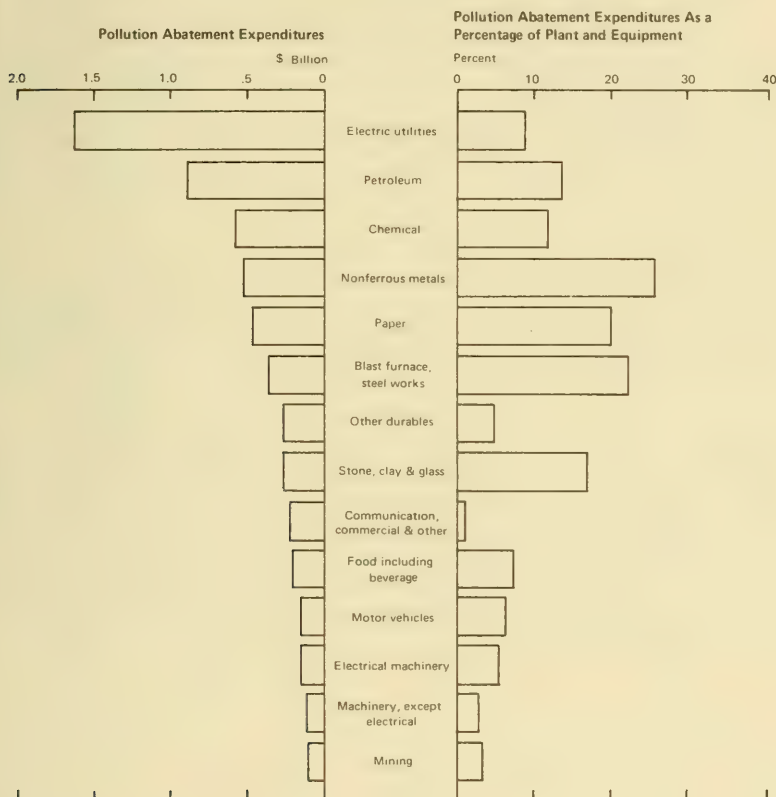 Pollution Abatement Expenditures
$ Billion
2.0 1.5 1.0 .5 0
Pollution Abatement Expenditures As a
Percentage of Plant and Equipment
Percent
0 10 20 30 40
Electric utilities
Petroleum
Chemical
Nonferrous metals
Paper
Blast furnace,
steel works
Other durables
Stone, clay & glass
Communication,
commercial & other
Food including
beverage
Motor vehicles
Electrical machinery
Machinery, except
electrical
Mining